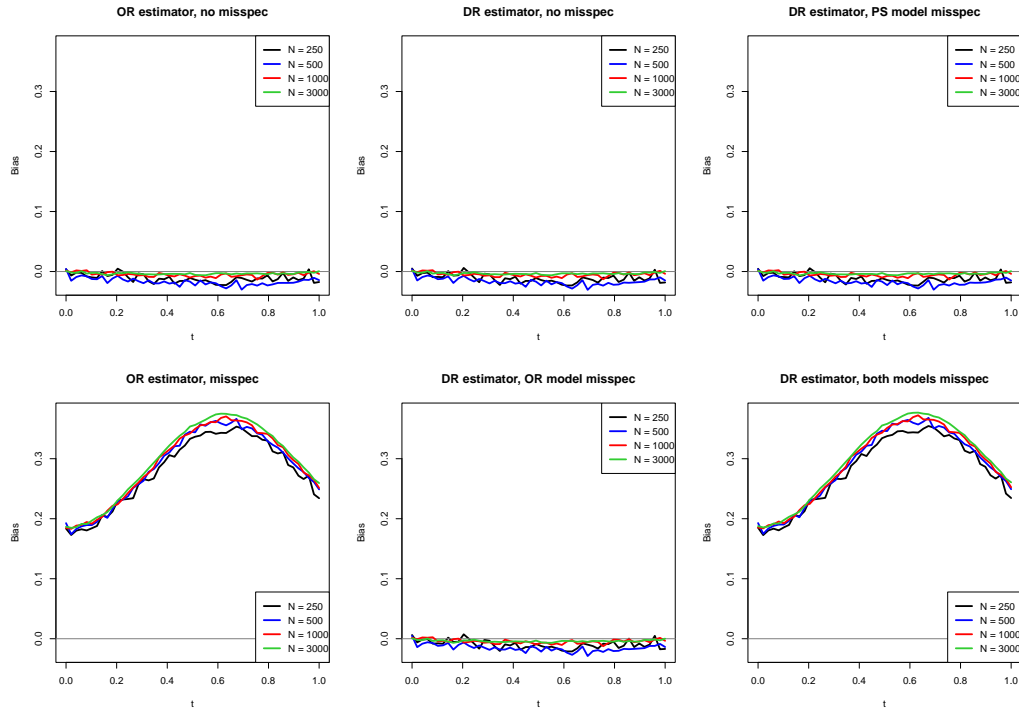 OR estimator, no misspec
DR estimator, no misspec
DR estimator, PS model misspec
N = 250
N = 500
N = 1000
N = 3000
N = 250
N = 500
N = 1000
N = 3000
N = 250
N = 500
N = 1000
N = 3000
Bias
0.3
0.2
0.1
0.0
Bias
0.3
0.2
0.1
0.0
Bias
0.3
0.2
0.1
0.0
0.0 0.2 0.4 0.6 0.8 1.0
0.0 0.2 0.4 0.6 0.8 1.0
0.0 0.2 0.4 0.6 0.8 1.0
t
t
t
OR estimator, misspec
DR estimator, OR model misspec
DR estimator, both models misspec
Bias
0.3
0.2
0.1
0.0
N = 250
N = 500
N = 1000
N = 3000
Bias
0.3
0.2
0.1
0.0
N = 250
N = 500
N = 1000
N = 3000
Bias
0.3
0.2
0.1
0.0
N = 250
N = 500
N = 1000
N = 3000
0.0 0.2 0.4 0.6 0.8 1.0
0.0 0.2 0.4 0.6 0.8 1.0
0.0 0.2 0.4 0.6 0.8 1.0
t
t
t